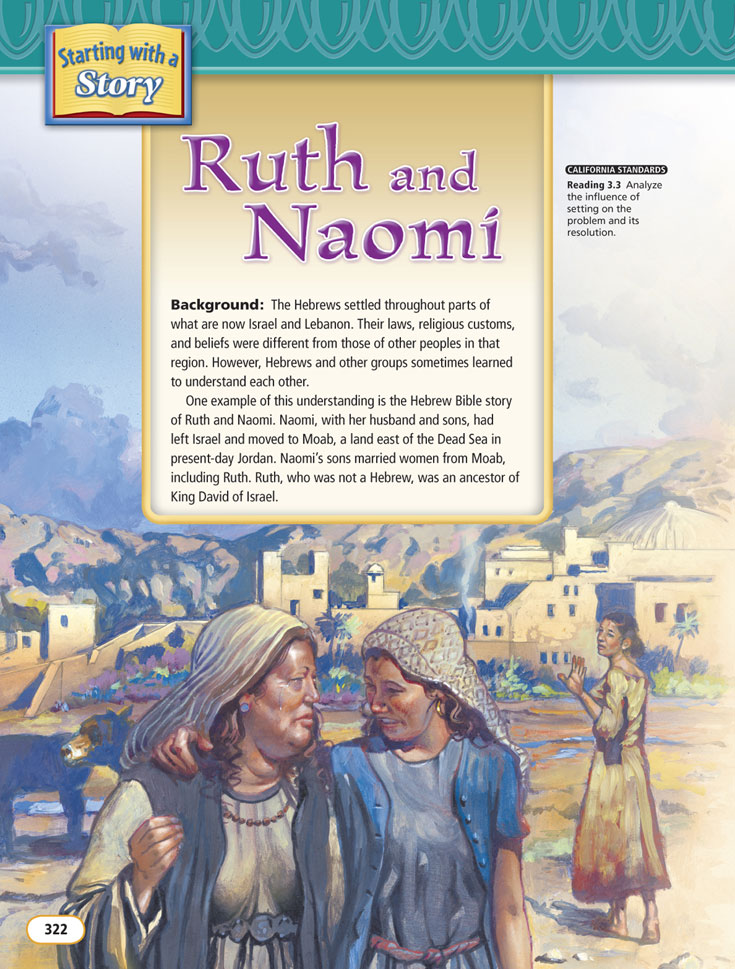 Starting with a
Story
Ruth and
Naomi
CALIFORNIA STANDARDS
Reading 3.3 Analyze
the influence of
setting on the
problem and its
resolution.
Background: The Hebrews settled throughout parts of
what are now Israel and Lebanon. Their laws, religious customs,
and beliefs were different from those of other peoples in that
region. However, Hebrews and other groups sometimes learned
to understand each other.
One example of this understanding is the Hebrew Bible story
of Ruth and Naomi. Naomi, with her husband and sons, had
left Israel and moved to Moab, a land east of the Dead Sea in
present-day Jordan. Naomi’s sons married women from Moab,
including Ruth. Ruth, who was not a Hebrew, was an ancestor of
King David of Israel.
322